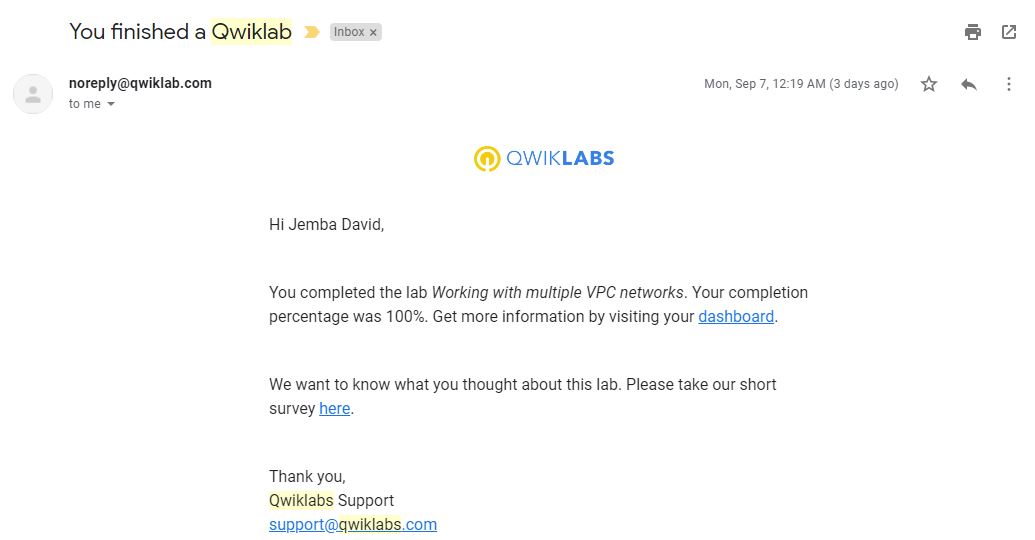 You finished a Qwiklab Inbox ×
noreply@qwiklab.com Mon, Sep 7, 12:19 AM (3 days ago)
to me
QWIKLABS
Hi Jemba David,
You completed the lab Working with multiple VPC networks. Your completion
percentage was 100%. Get more information by visiting your dashboard.
We want to know what you thought about this lab. Please take our short
survey here.
Thank you,
Qwiklabs Support
support@qwiklabs.com